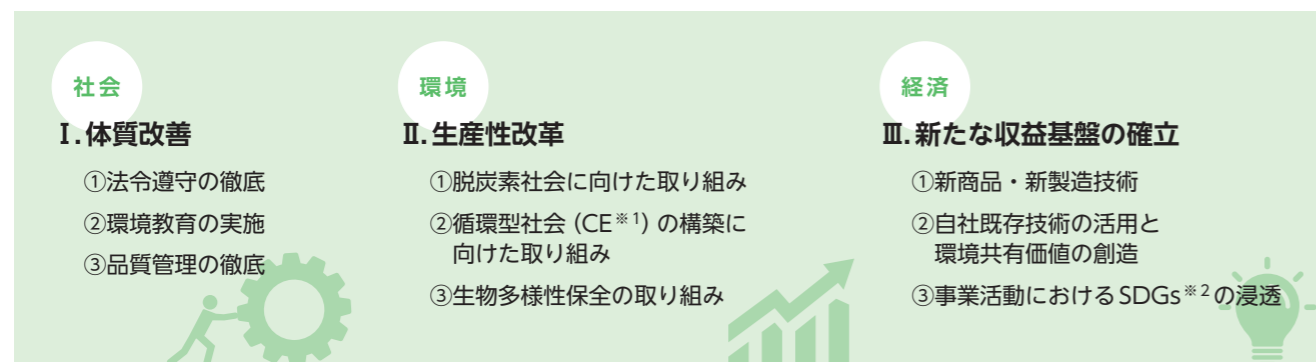 社会
Ⅰ.体質改善
①法令遵守の徹底
②環境教育の実施
③品質管理の徹底
環境
Ⅱ.生産性改革
①脱炭素社会に向けた取り組み
②循環型社会（CE※1）の構築に
向けた取り組み
③生物多様性保全の取り組み
経済
Ⅲ.新たな収益基盤の確立
①新商品・新製造技術
②自社既存技術の活用と
環境共有価値の創造
③事業活動におけるSDGs※2の浸透